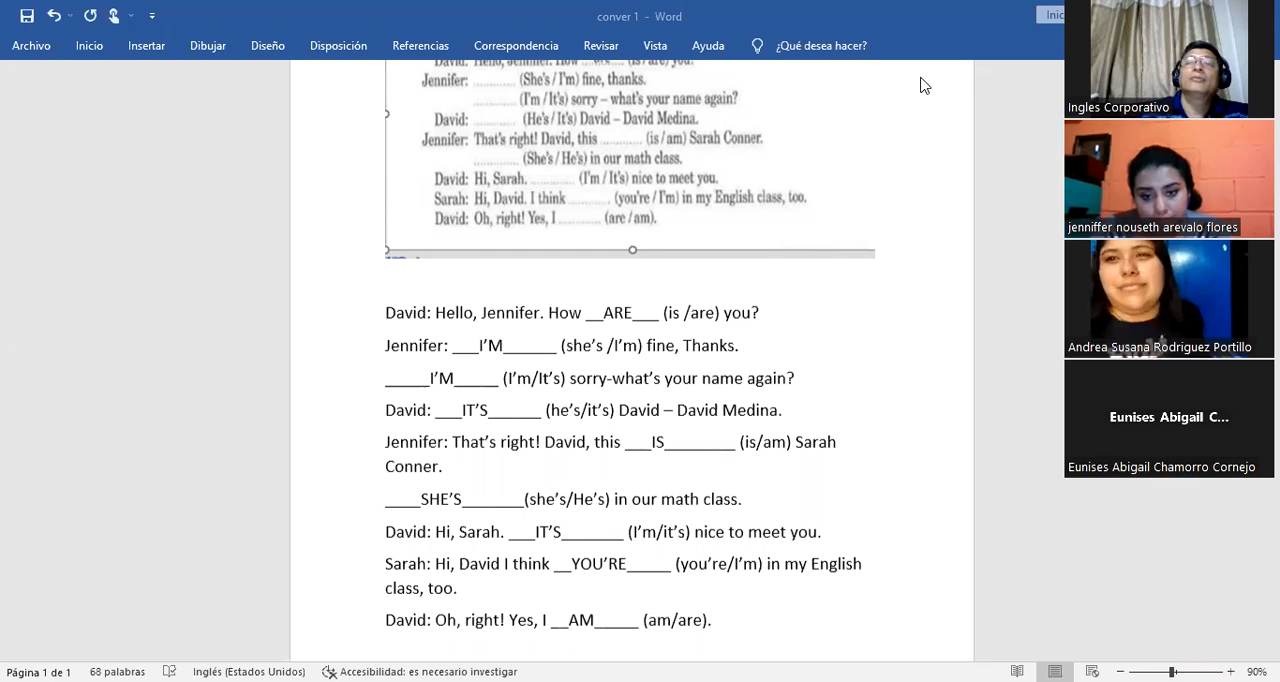 conver 1 - Word
Inic
Archivo Inicio Insertar Dibujar Diseño Disposición Referencias Correspondencia Revisar Vista Ayuda ¿Qué desea hacer?
David: Hello, Jennifer. How ......... (is / are) you?
Jennifer: ......... (She's / I'm) fine, thanks.
......... (I'm / It's) sorry – what's your name again?
David: ......... (He's / It's) David – David Medina.
Jennifer: That's right! David, this ......... (is / am) Sarah Conner.
......... (She's / He's) in our math class.
David: Hi, Sarah. ......... (I'm / It's) nice to meet you.
Sarah: Hi, David. I think ......... (you're / I'm) in my English class, too.
David: Oh, right! Yes, I ......... (are / am).
David: Hello, Jennifer. How __ARE___ (is /are) you?
Jennifer: ___I'M______ (she's /I'm) fine, Thanks.
_____I'M_____ (I'm/It's) sorry-what's your name again?
David: ___IT'S______ (he's/it's) David – David Medina.
Jennifer: That's right! David, this ___IS________ (is/am) Sarah
Conner.
____SHE'S_______(she's/He's) in our math class.
David: Hi, Sarah. ___IT'S_______ (I'm/it's) nice to meet you.
Sarah: Hi, David I think __YOU'RE_____ (you're/I'm) in my English
class, too.
David: Oh, right! Yes, I __AM_____ (am/are).
Ingles Corporativo
jenniffer nouseth arevalo flores
Andrea Susana Rodriguez Portillo
Eunises Abigail C...
Eunises Abigail Chamorro Cornejo
Página 1 de 1 68 palabras Inglés (Estados Unidos) Accesibilidad: es necesario investigar 90%